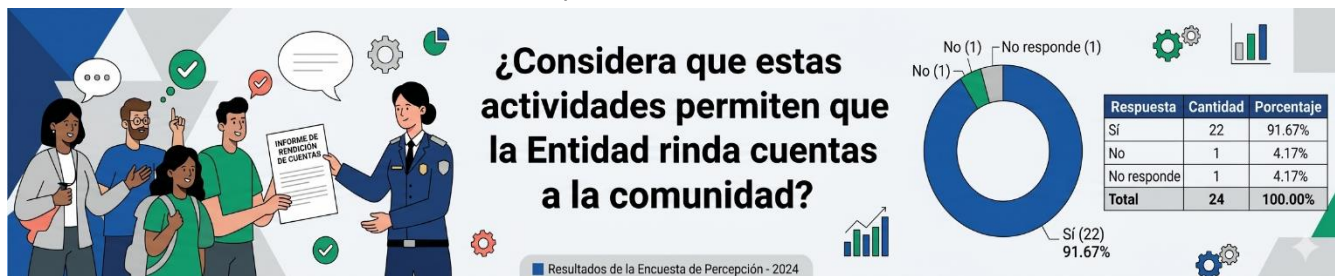 INFORME DE
RENDICIÓN
DE CUENTAS
¿Considera que estas
actividades permiten que
la Entidad rinda cuentas
a la comunidad?
Resultados de la Encuesta de Percepción - 2024
No (1)
No responde (1)
No (1)
Sí (22)
91.67%
Respuesta Cantidad Porcentaje
Sí 22 91.67%
No 1 4.17%
No responde 1 4.17%
Total 24 100.00%